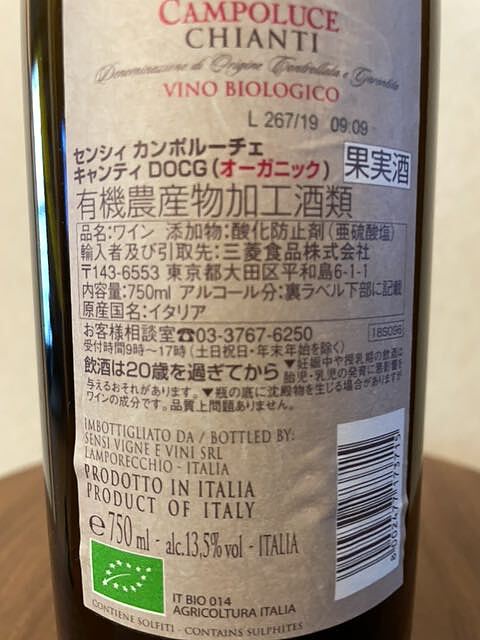 CAMPOLUCE
CHIANTI
Denominazione di Origine Controllata e Garantita
VINO BIOLOGICO
L 267/19 09:09
センシィ カンポルーチェ
キャンティ DOCG(オーガニック)
果実酒
有機農産物加工酒類
品名:ワイン 添加物:酸化防止剤(亜硫酸塩)
輸入者及び引取先:三菱食品株式会社
〒143-6553 東京都大田区平和島6-1-1
内容量:750ml アルコール分:裏ラベル下部に記載
原産国名:イタリア
お客様相談室☎03-3767-6250
受付時間9時~17時(土日祝日・年末年始を除く)
18S096
飲酒は20歳を過ぎてから ▼妊娠中や授乳期の飲酒は
胎児・乳児の発育に悪影響を
与えるおそれがあります。▼瓶の底に沈殿物を生じる場合がありますが
ワインの成分です。品質上問題ありません。
IMBOTTIGLIATO DA / BOTTLED BY:
SENSI VIGNE E VINI SRL
LAMPORECCHIO - ITALIA
PRODOTTO IN ITALIA
PRODUCT OF ITALY
e 750 ml - alc.13,5% vol - ITALIA
8 002477 173715
IT BIO 014
AGRICOLTURA ITALIA
CONTIENE SOLFITI - CONTAINS SULPHITES